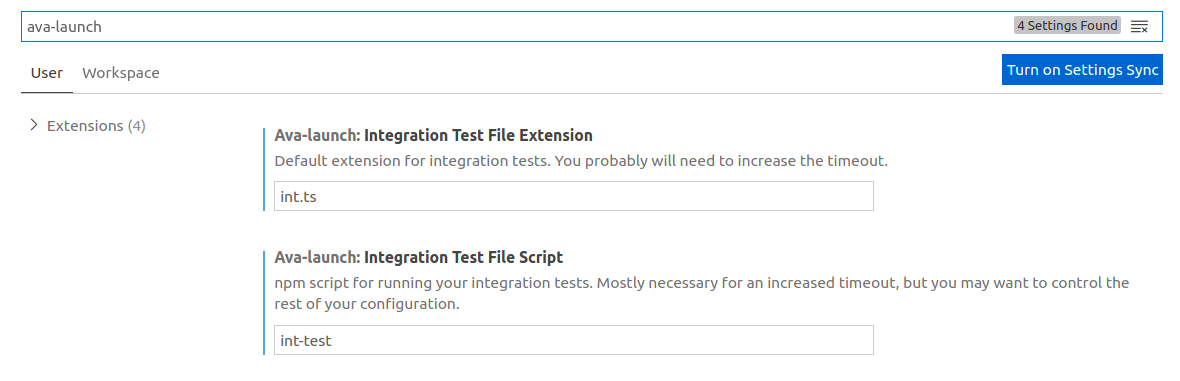 ava-launch
4 Settings Found
User
Workspace
Turn on Settings Sync
Extensions (4)
Ava-launch: Integration Test File Extension
Default extension for integration tests. You probably will need to increase the timeout.
int.ts
Ava-launch: Integration Test File Script
npm script for running your integration tests. Mostly necessary for an increased timeout, but you may want to control the
rest of your configuration.
int-test